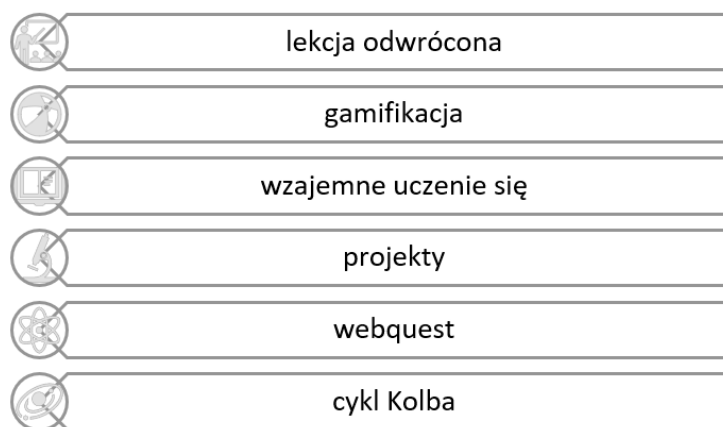 lekcja odwrócona
gamifikacja
wzajemne uczenie się
projekty
webquest
cykl Kolba